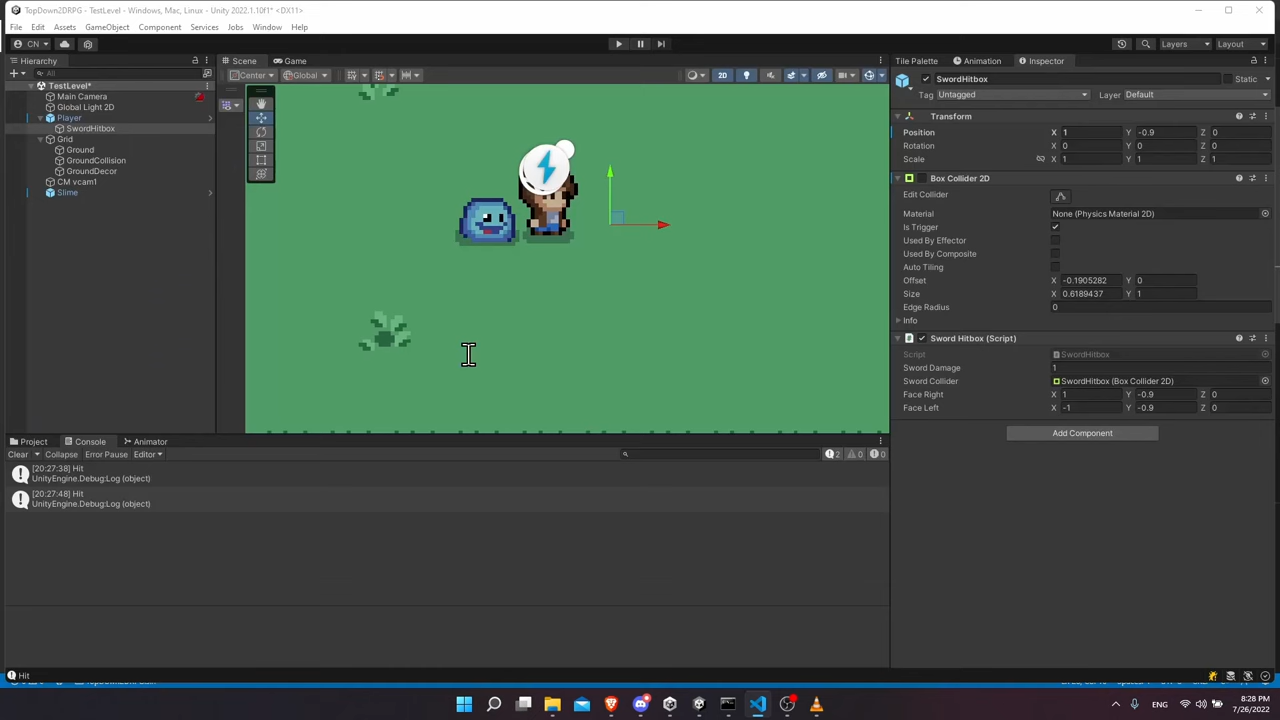 TopDown2DRPG - TestLevel - Windows, Mac, Linux - Unity 2022.1.10f1* <DX11>
File Edit Assets GameObject Component Services Jobs Window Help
CN Layers Layout
Hierarchy Scene Game Tile Palette Animation Inspector
All Center Global 2D
TestLevel*
Main Camera
Global Light 2D
Player
SwordHitbox
Grid
Ground
GroundCollision
GroundDecor
CM vcam1
Slime
SwordHitbox Static
Tag Untagged Layer Default
Transform
Position X 1 Y -0.9 Z 0
Rotation X 0 Y 0 Z 0
Scale X 1 Y 1 Z 1
Box Collider 2D
Edit Collider
Material None (Physics Material 2D)
Is Trigger
Used By Effector
Used By Composite
Auto Tiling
Offset X -0.1905282 Y 0
Size X 0.6189437 Y 1
Edge Radius 0
Info
Sword Hitbox (Script)
Script SwordHitbox
Sword Damage 1
Sword Collider SwordHitbox (Box Collider 2D)
Face Right X 1 Y -0.9 Z 0
Face Left X -1 Y -0.9 Z 0
Add Component
Project Console Animator
Clear Collapse Error Pause Editor 2 0 0
[20:27:38] Hit
UnityEngine.Debug:Log (object)
[20:27:48] Hit
UnityEngine.Debug:Log (object)
Hit
ENG 8:28 PM
7/26/2022